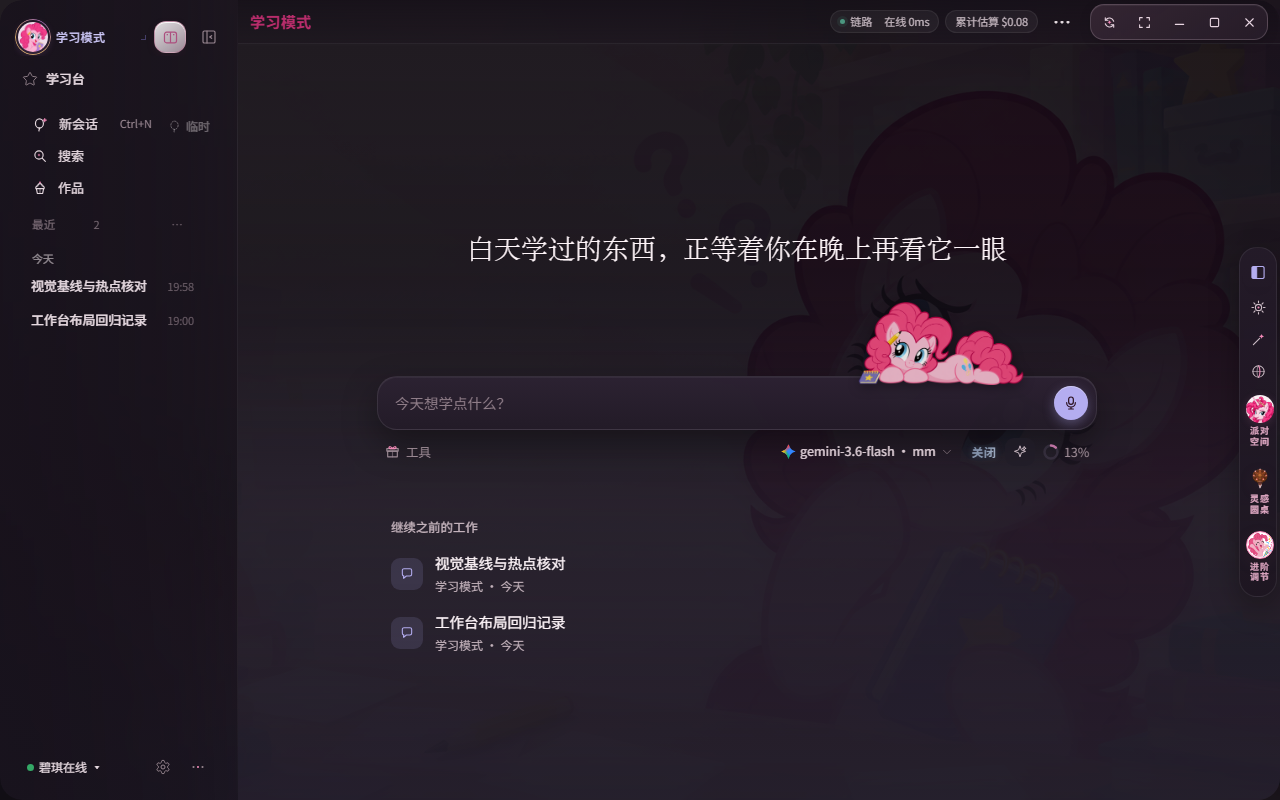 学习模式
学习台
新会话 Ctrl+N 临时
搜索
作品
最近 2 ···
今天
视觉基线与热点核对 19:58
工作台布局回归记录 19:00
碧琪在线
学习模式
链路 在线 0ms
累计估算 $0.08
白天学过的东西，正等着你在晚上再看它一眼
今天想学点什么？
工具
gemini-3.6-flash · mm
关闭
13%
继续之前的工作
视觉基线与热点核对
学习模式 · 今天
工作台布局回归记录
学习模式 · 今天
派对
空间
灵感
圆桌
进阶
调节